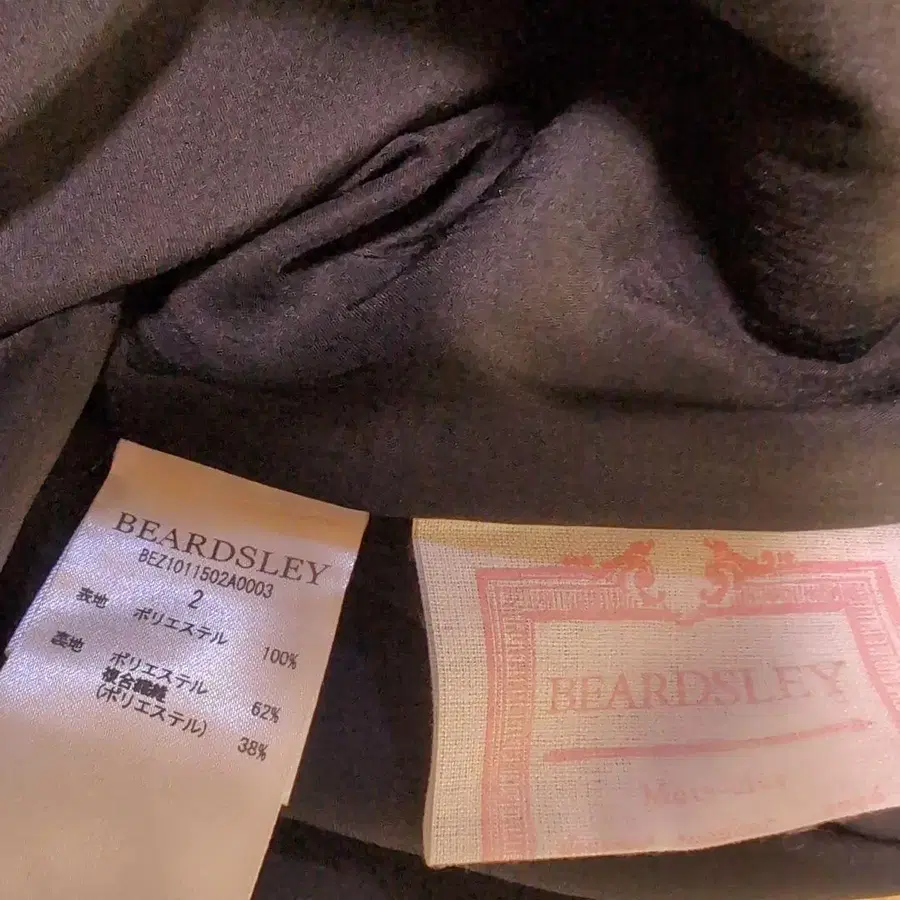 BEARDSLEY
BEZ1011502A0003
2
表地 ポリエステル 100%
裏地 ポリエステル 62%
複合繊維
(ポリエステル) 38%
BEARDSLEY